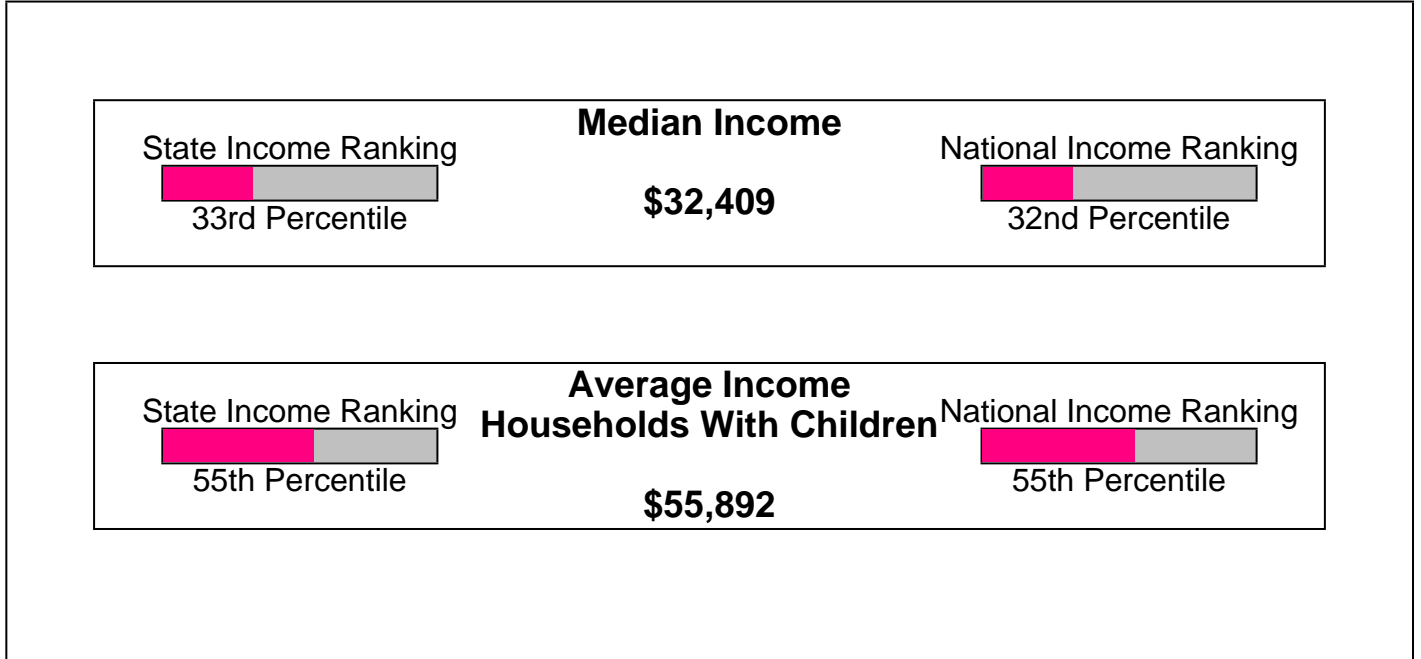 Median Income
State Income Ranking
National Income Ranking
$32,409
33rd Percentile
32nd Percentile
Average Income
Households With Children
State Income Ranking
National Income Ranking
55th Percentile
55th Percentile
$55,892